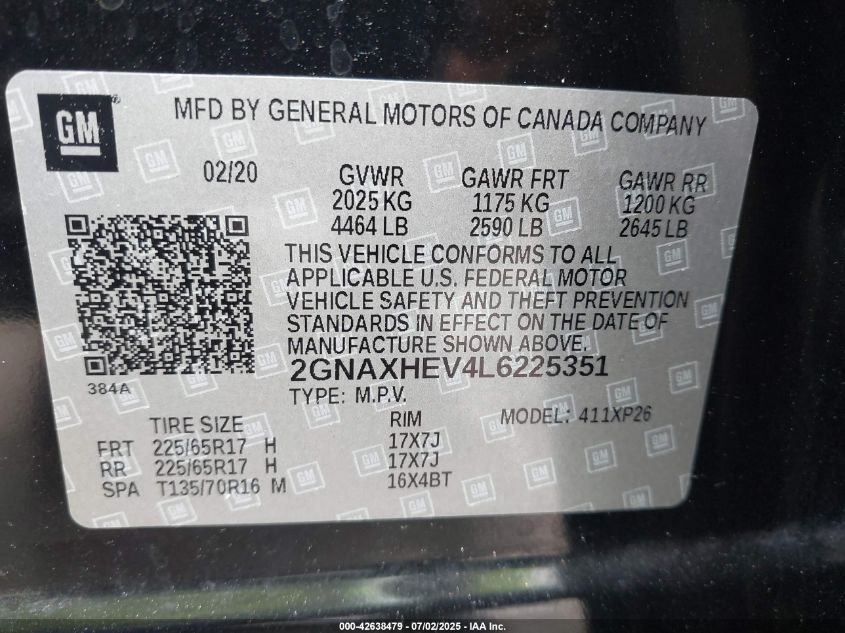 GM
MFD BY GENERAL MOTORS OF CANADA COMPANY
02/20
GVWR GAWR FRT GAWR RR
2025 KG 1175 KG 1200 KG
4464 LB 2590 LB 2645 LB
THIS VEHICLE CONFORMS TO ALL
APPLICABLE U.S. FEDERAL MOTOR
VEHICLE SAFETY AND THEFT PREVENTION
STANDARDS IN EFFECT ON THE DATE OF
MANUFACTURE SHOWN ABOVE.
2GNAXHEV4L6225351
384A
TYPE: M.P.V.
TIRE SIZE RIM MODEL: 411XP26
FRT 225/65R17 H 17X7J
RR 225/65R17 H 17X7J
SPA T135/70R16 M 16X4BT
000-42638479 - 07/02/2025 - IAA Inc.